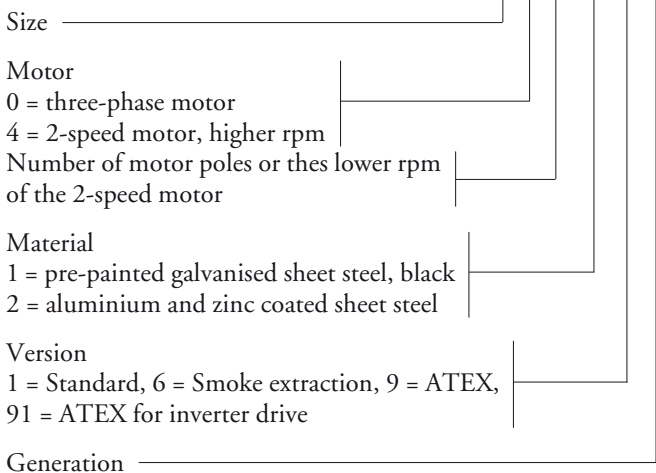 Size
Motor
0 = three-phase motor
4 = 2-speed motor, higher rpm
Number of motor poles or thes lower rpm
of the 2-speed motor
Material
1 = pre-painted galvanised sheet steel, black
2 = aluminium and zinc coated sheet steel
Version
1 = Standard, 6 = Smoke extraction, 9 = ATEX,
91 = ATEX for inverter drive
Generation